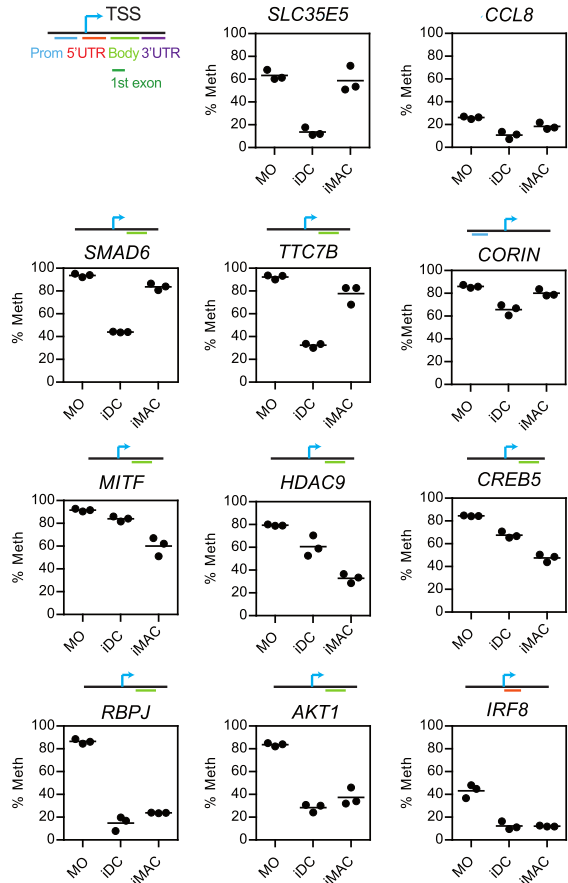 TSS
Prom 5'UTR Body 3'UTR
1st exon
SLC35E5
% Meth
100
80
60
40
20
0
MO iDC iMAC
CCL8
% Meth
100
80
60
40
20
0
MO iDC iMAC
SMAD6
% Meth
100
80
60
40
20
0
MO iDC iMAC
TTC7B
% Meth
100
80
60
40
20
0
MO iDC iMAC
CORIN
%Meth
100
80
60
40
20
0
MO iDC iMAC
MITF
% Meth
100
80
60
40
20
0
MO iDC iMAC
HDAC9
% Meth
100
80
60
40
20
0
MO iDC iMAC
CREB5
% Meth
100
80
60
40
20
0
MO iDC iMAC
RBPJ
% Meth
100
80
60
40
20
0
MO iDC iMAC
AKT1
% Meth
100
80
60
40
20
0
MO iDC iMAC
IRF8
% Meth
100
80
60
40
20
0
MO iDC iMAC